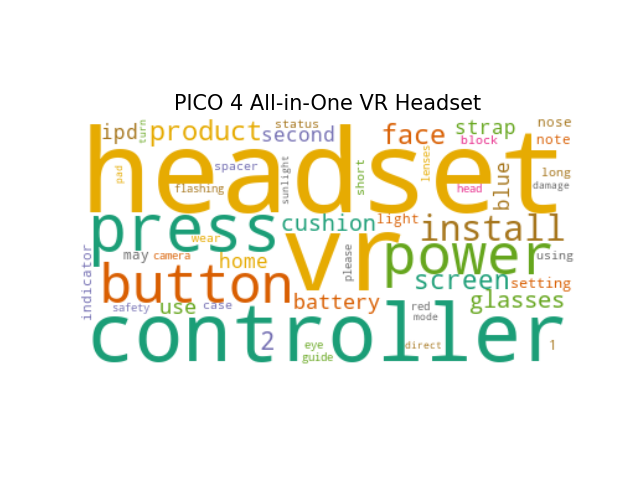 PICO 4 All-in-One VR Headset
ipd turn product status second face strap block nose note
headset
pad spacer flashing sunlight short lenses head blue long damage
press wear cushion light install
vr
indicator may camera home please power using
button battery screen setting
safety use case red mode glasses
controller
2 eye guide direct 1